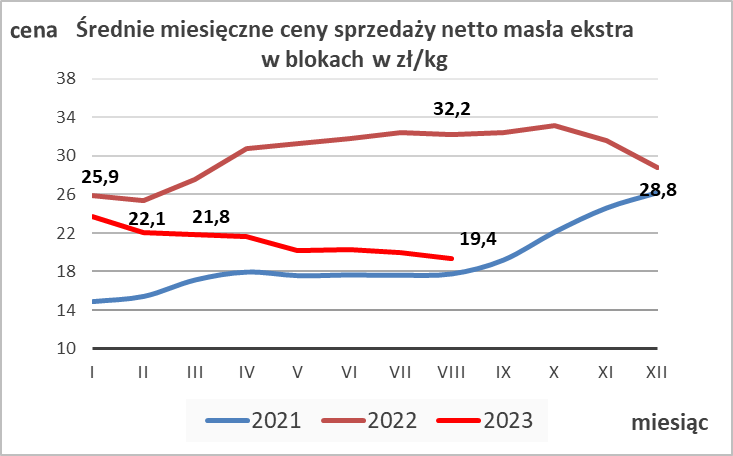 cena Średnie miesięczne ceny sprzedaży netto masła ekstra
w blokach w zł/kg
38
34
32,2
30
25,9
26
28,8
22,1 21,8
22
19,4
18
14
10
I II III IV V VI VII VIII IX X XI XII
2021 2022 2023
miesiąc